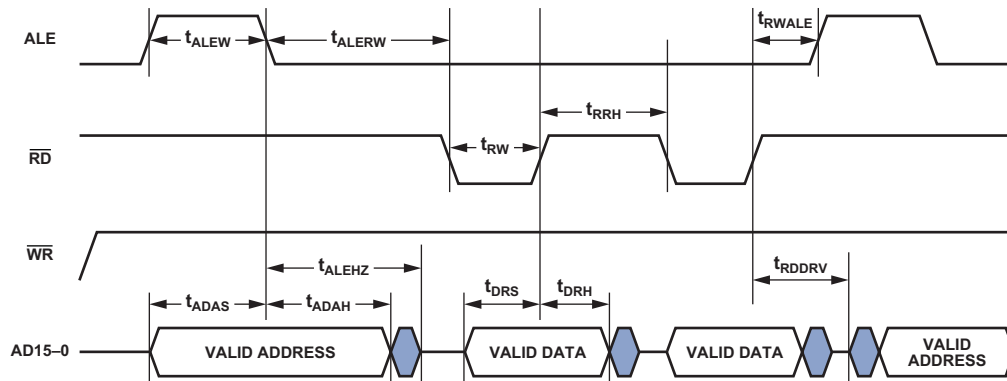 ALE
tALEW
tALERW
tRWALE
tRRH
RD
tRW
WR
tALEHZ
tRDDRV
tADAS
tADAH
tDRS
tDRH
AD15–0
VALID ADDRESS
VALID DATA
VALID DATA
VALID
ADDRESS